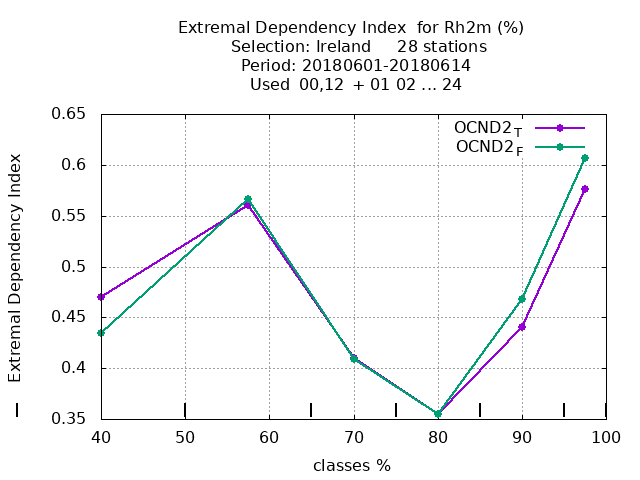 Extremal Dependency Index  for Rh2m (%)
Selection: Ireland     28 stations
Period: 20180601-20180614
Used  00,12  + 01 02 ... 24
0.65
OCND2 T
OCND2 F
0.6
0.55
0.5
0.45
0.4
0.35
Extremal Dependency Index
40 50 60 70 80 90 100
classes %